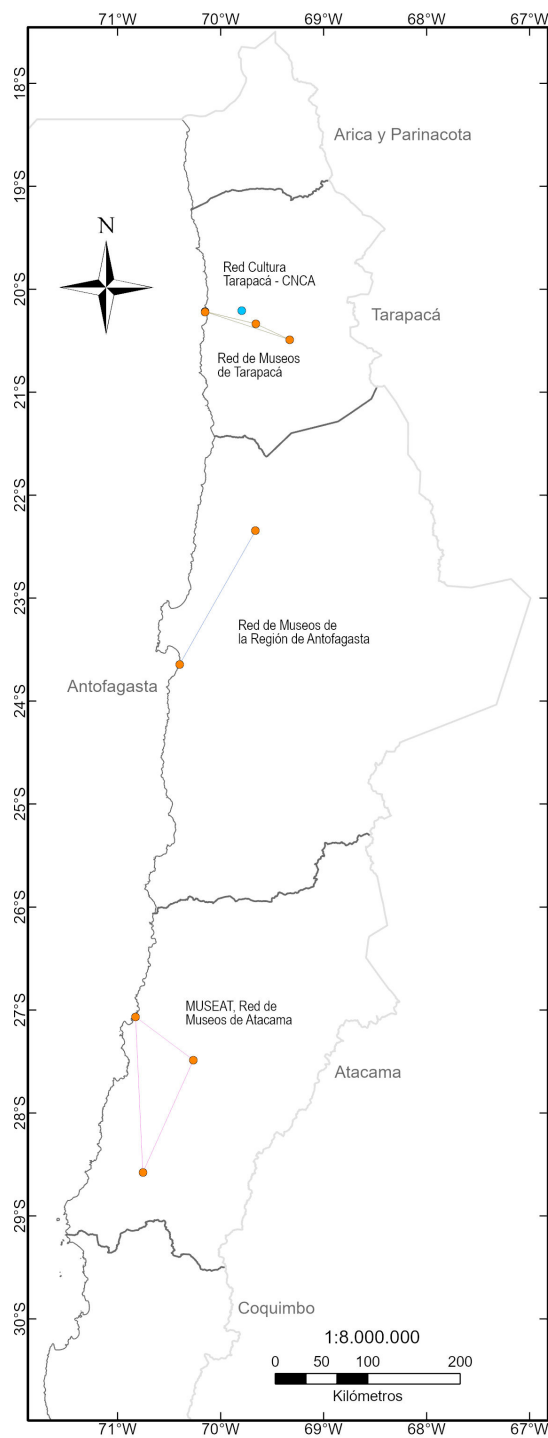 71°W 70°W 69°W 68°W 67°W
18°S
Arica y Parinacota
19°S
N
Red Cultura
Tarapacá - CNCA
20°S
Tarapacá
Red de Museos
de Tarapacá
21°S
22°S
23°S
Red de Museos de
la Región de Antofagasta
Antofagasta
24°S
25°S
26°S
27°S
MUSEAT, Red de
Museos de Atacama
Atacama
28°S
29°S
Coquimbo
30°S
1:8.000.000
0 50 100 200
Kilómetros
71°W 70°W 69°W 68°W 67°W